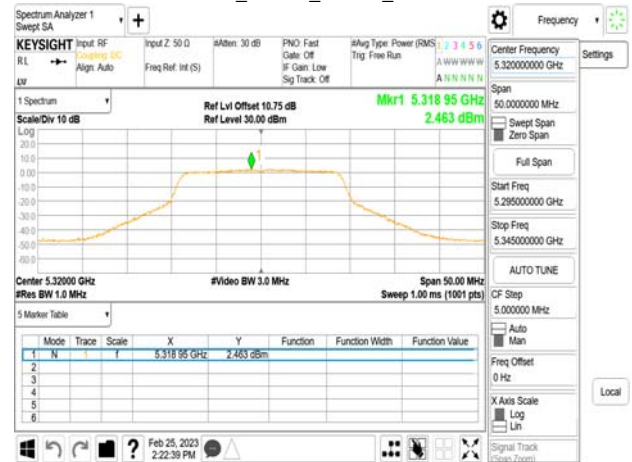 Spectrum Analyzer 1
Swept SA
Frequency
KEYSIGHT
Input: RF
Coupling: DC
Align: Auto
Input Z: 50 Ω
Freq Ref: Int (S)
#Atten: 30 dB
PNO: Fast
Gate: Off
IF Gain: Low
Sig Track: Off
#Avg Type: Power (RMS
Trig: Free Run
1 2 3 4 5 6
A W W W W W
A N N N N N
RL
Center Frequency
5.320000000 GHz
Settings
1 Spectrum
Scale/Div 10 dB
Log
Ref Lvl Offset 10.75 dB
Ref Level 30.00 dBm
Mkr1 5.318 95 GHz
2.463 dBm
Span
50.0000000 MHz
Swept Span
Zero Span
Full Span
Start Freq
5.295000000 GHz
Stop Freq
5.345000000 GHz
AUTO TUNE
CF Step
5.000000 MHz
Auto
Man
Freq Offset
0 Hz
X Axis Scale
Log
Lin
Signal Track
(Span Zoom)
Local
20.0
10.0
0.00
-10.0
-20.0
-30.0
-40.0
-50.0
-60.0
1
Center 5.32000 GHz
#Res BW 1.0 MHz
#Video BW 3.0 MHz
Span 50.00 MHz
Sweep 1.00 ms (1001 pts)
5 Marker Table
Mode Trace Scale X Y Function Function Width Function Value
1 N 1 f 5.318 95 GHz 2.463 dBm
2
3
4
5
6
?
Feb 25, 2023
2:22:39 PM